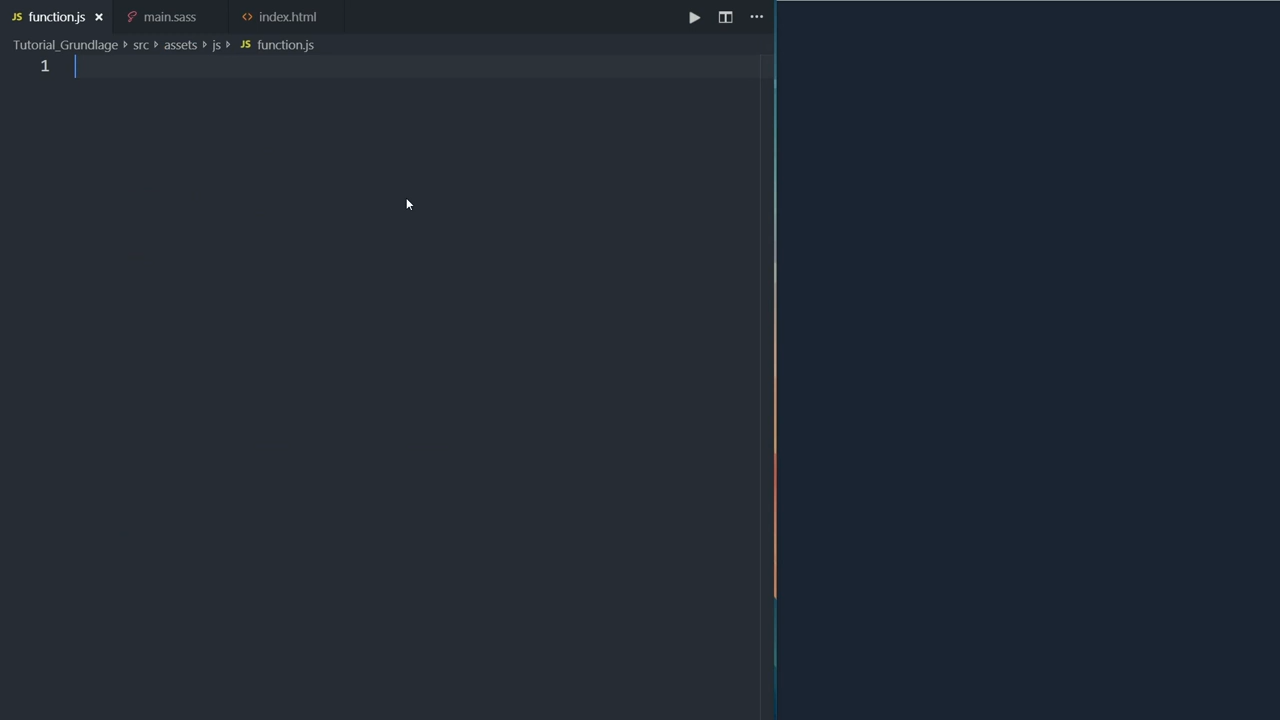 JS function.js × main.sass <> index.html
Tutorial_Grundlage src assets js JS function.js
1